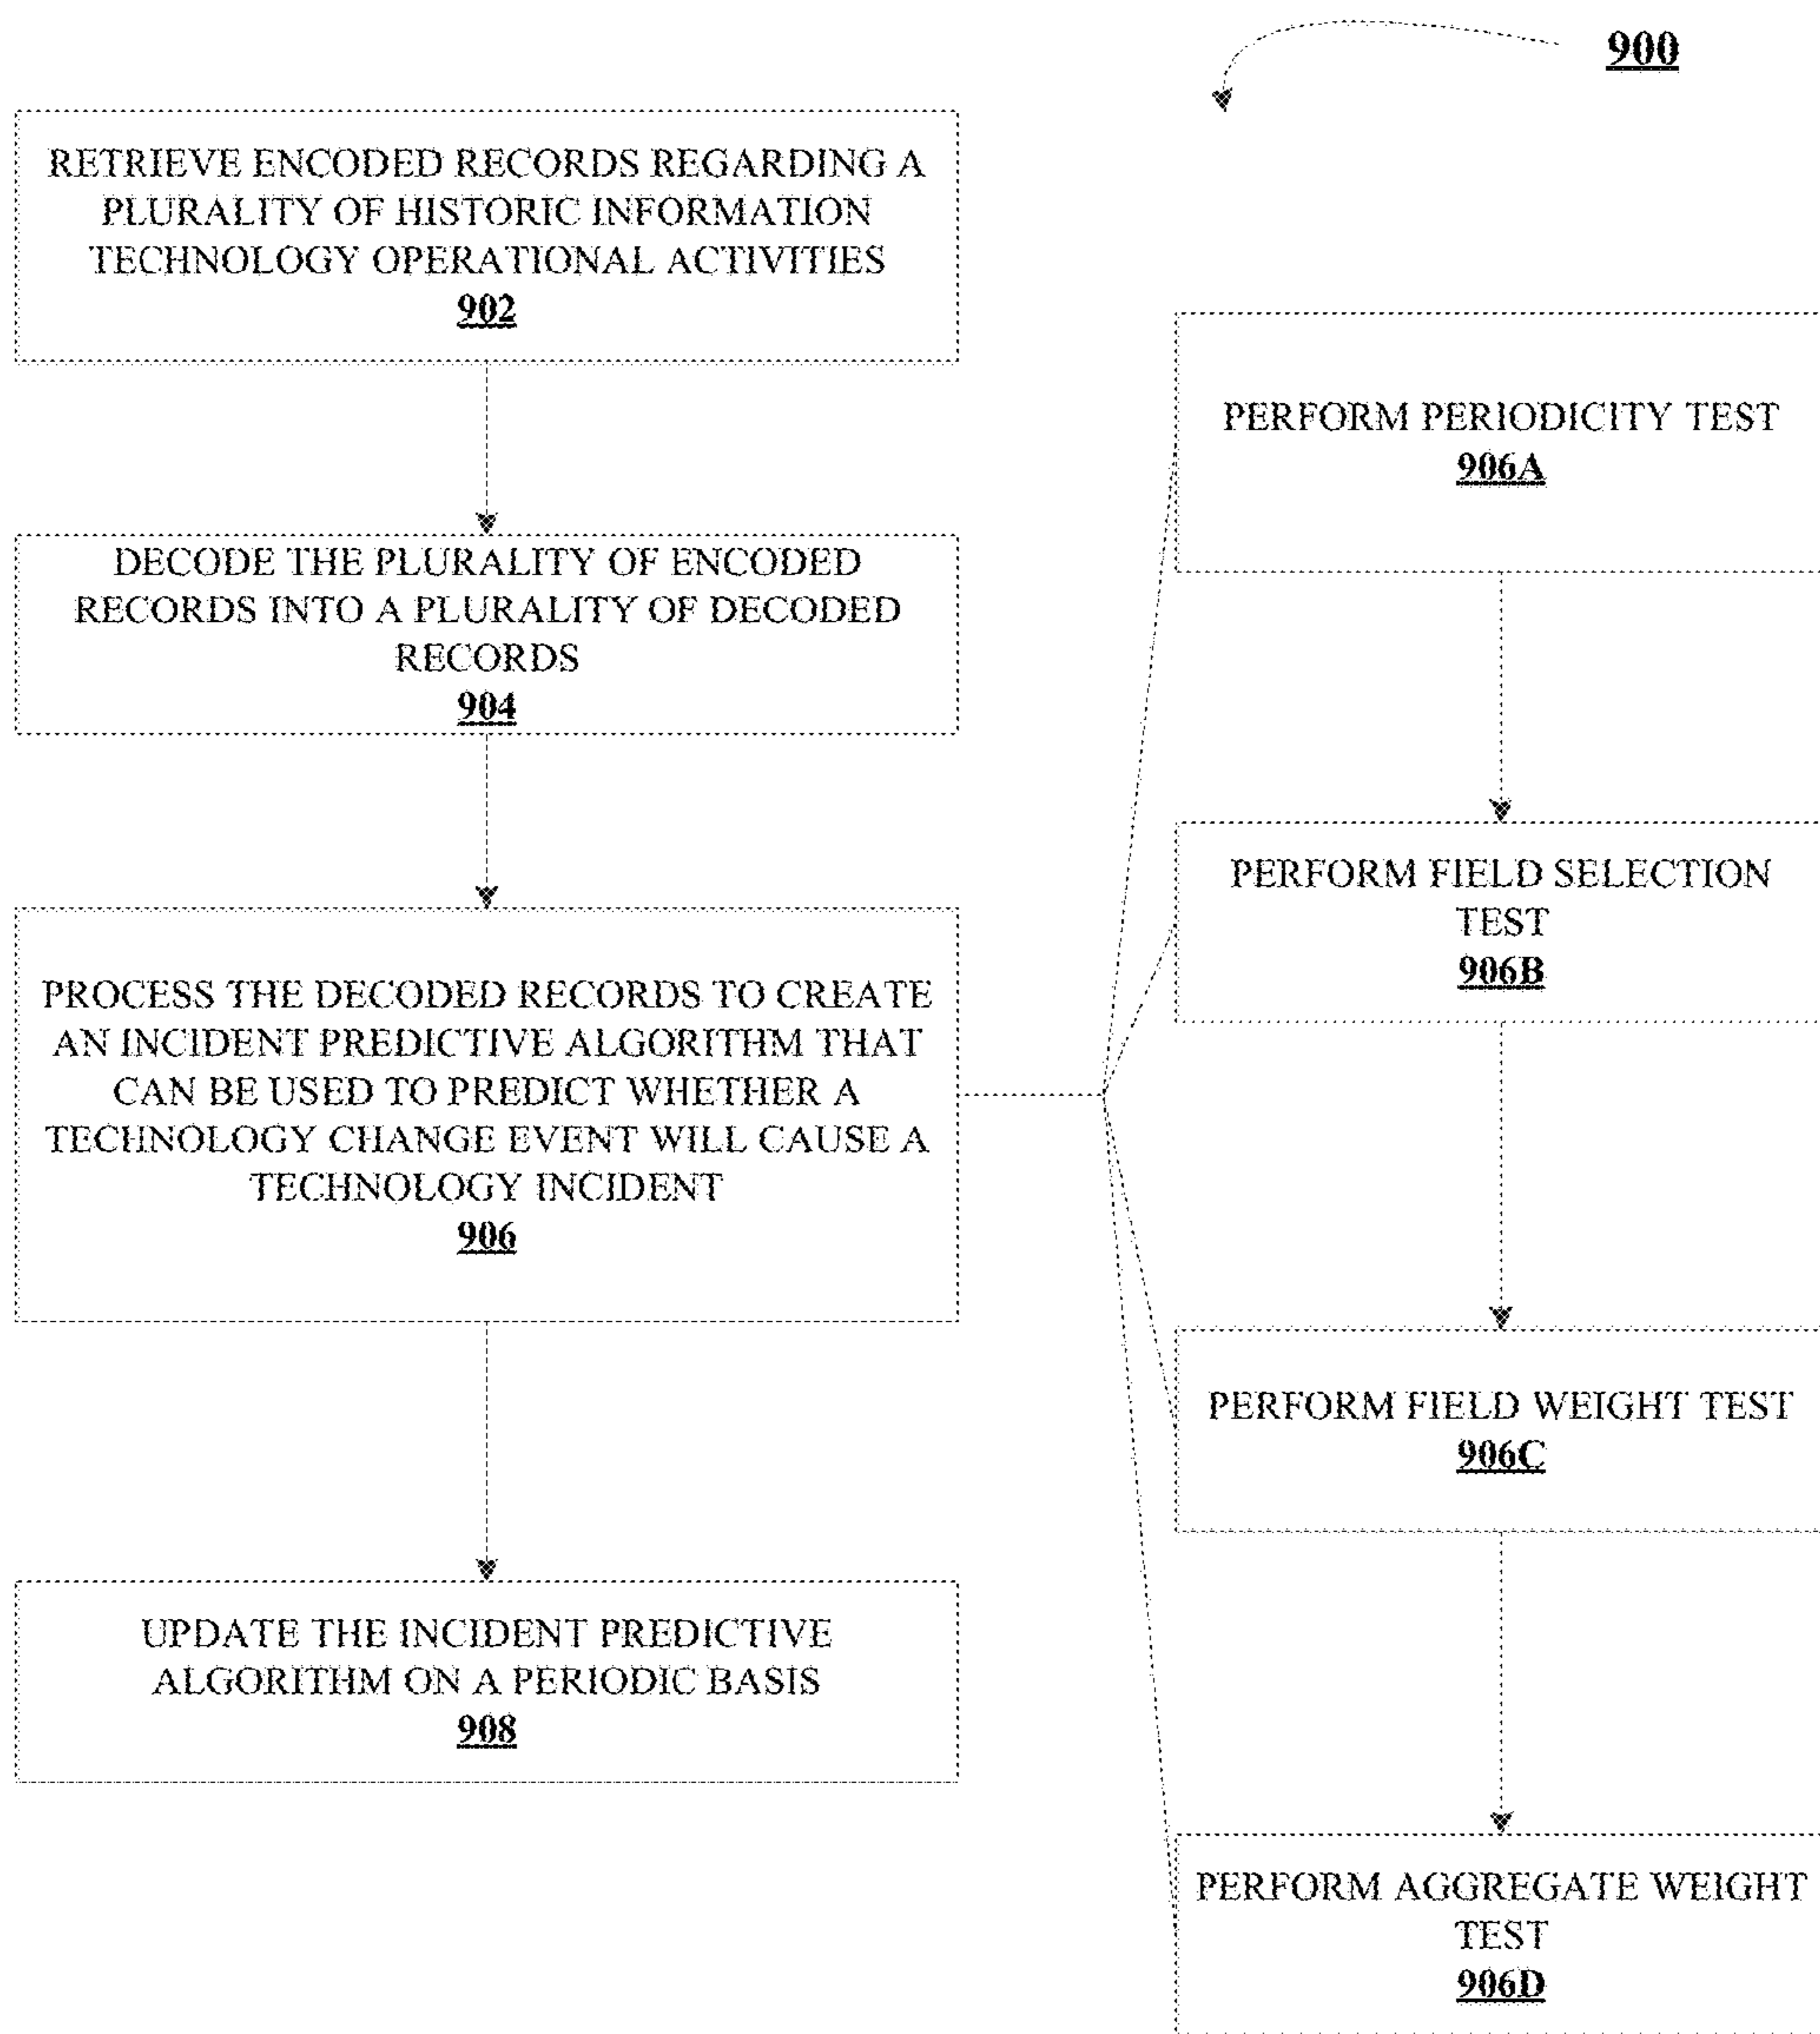 900
RETRIEVE ENCODED RECORDS REGARDING A
PLURALITY OF HISTORIC INFORMATION
TECHNOLOGY OPERATIONAL ACTIVITIES
902
DECODE THE PLURALITY OF ENCODED
RECORDS INTO A PLURALITY OF DECODED
RECORDS
904
PROCESS THE DECODED RECORDS TO CREATE
AN INCIDENT PREDICTIVE ALGORITHM THAT
CAN BE USED TO PREDICT WHETHER A
TECHNOLOGY CHANGE EVENT WILL CAUSE A
TECHNOLOGY INCIDENT
906
UPDATE THE INCIDENT PREDICTIVE
ALGORITHM ON A PERIODIC BASIS
908
PERFORM PERIODICITY TEST
906A
PERFORM FIELD SELECTION
TEST
906B
PERFORM FIELD WEIGHT TEST
906C
PERFORM AGGREGATE WEIGHT
TEST
906D